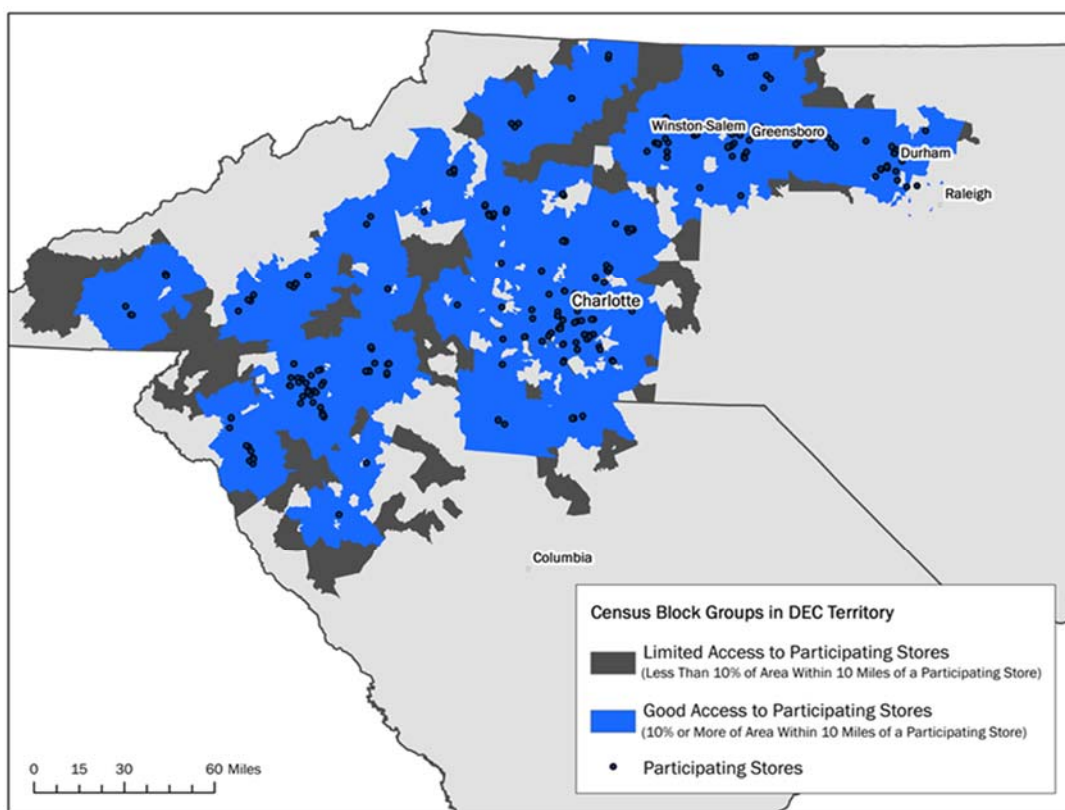 Winston-Salem
Greensboro
Durham
Raleigh
Charlotte
Columbia
Census Block Groups in DEC Territory
Limited Access to Participating Stores
(Less Than 10% of Area Within 10 Miles of a Participating Store)
Good Access to Participating Stores
(10% or More of Area Within 10 Miles of a Participating Store)
Participating Stores
0 15 30 60 Miles